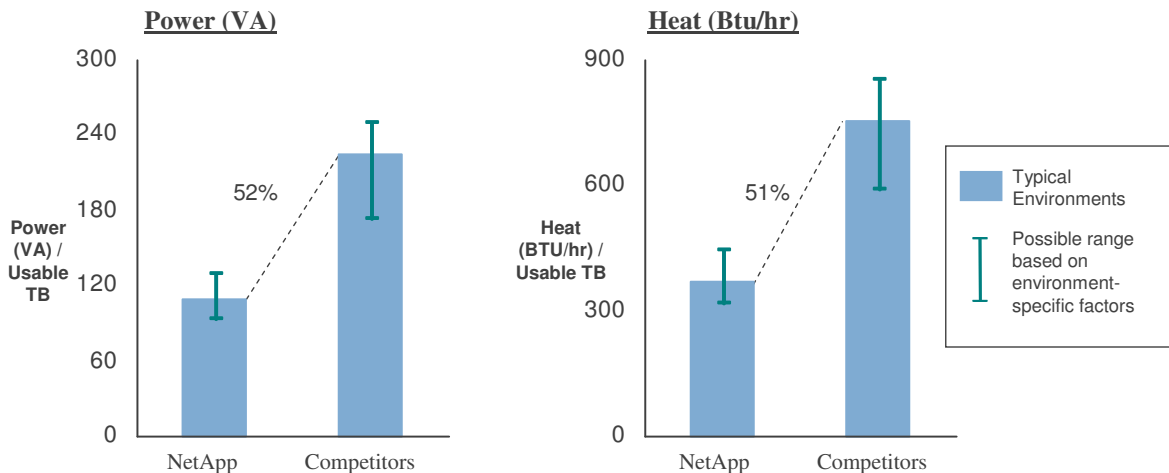 Power (VA)
300
240
180
120
60
0
Power
(VA) /
Usable
TB
52%
NetApp
Competitors
Heat (Btu/hr)
900
600
300
0
Heat
(BTU/hr) /
Usable TB
51%
NetApp
Competitors
Typical
Environments
Possible range
based on
environment-
specific factors